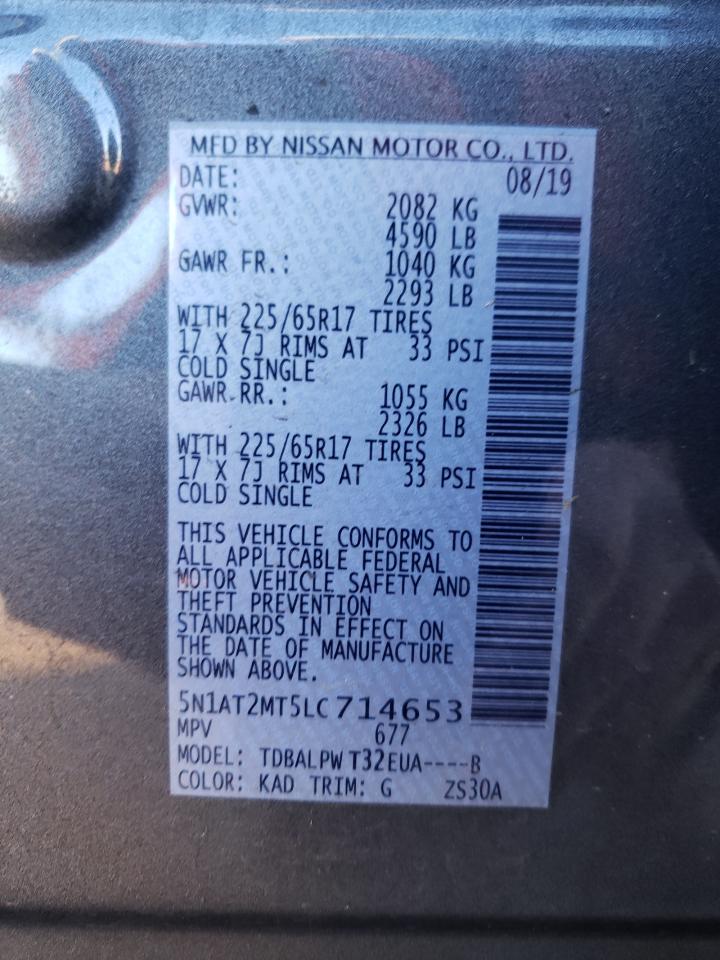 MFD BY NISSAN MOTOR CO., LTD.
DATE: 08/19
GVWR: 2082 KG
4590 LB
GAWR FR.: 1040 KG
2293 LB
WITH 225/65R17 TIRES
17 X 7J RIMS AT 33 PSI
COLD SINGLE
GAWR RR.: 1055 KG
2326 LB
WITH 225/65R17 TIRES
17 X 7J RIMS AT 33 PSI
COLD SINGLE
THIS VEHICLE CONFORMS TO
ALL APPLICABLE FEDERAL
MOTOR VEHICLE SAFETY AND
THEFT PREVENTION
STANDARDS IN EFFECT ON
THE DATE OF MANUFACTURE
SHOWN ABOVE.
5N1AT2MT5LC714653
MPV 677
MODEL: TDBALPW T32EUA----B
COLOR: KAD TRIM: G ZS30A